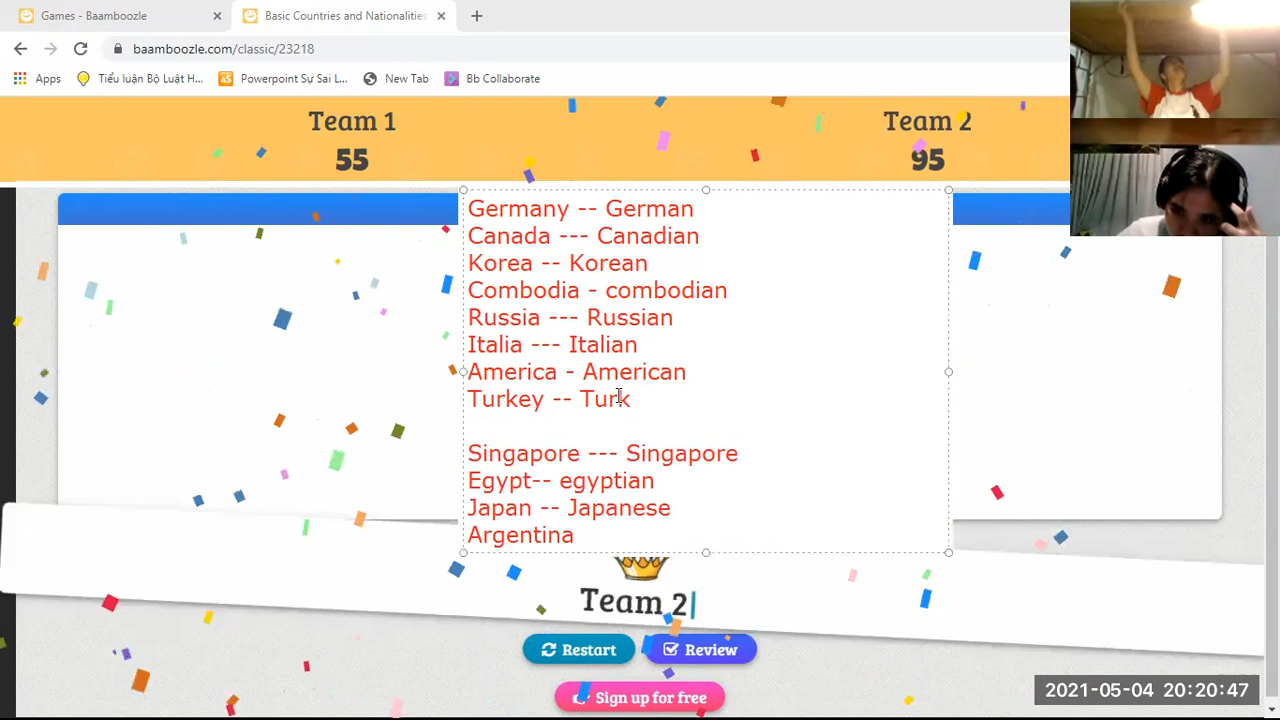 Games - Baamboozle
Basic Countries and Nationalities
baamboozle.com/classic/23218
Apps
Tiểu luận Bộ Luật H...
Powerpoint Sự Sai L...
New Tab
Bb Collaborate
Team 1
55
Team 2
95
Germany -- German
Canada --- Canadian
Korea -- Korean
Combodia - combodian
Russia --- Russian
Italia --- Italian
America - American
Turkey -- Turk
Singapore --- Singapore
Egypt-- egyptian
Japan -- Japanese
Argentina
Team 2
Restart
Review
Sign up for free
2021-05-04 20:20:47